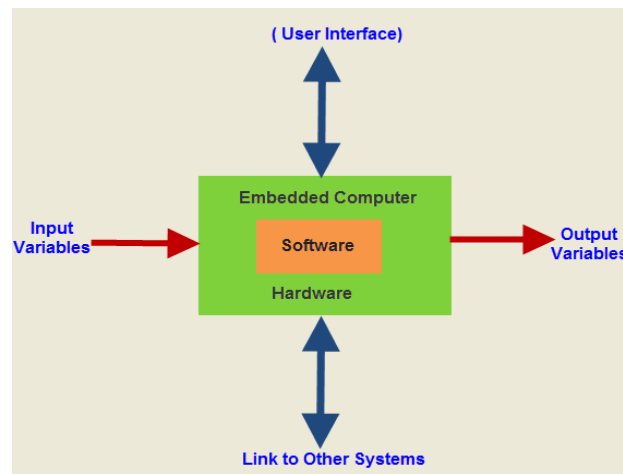 ( User Interface)
Embedded Computer
Input
Variables
Software
Output
Variables
Hardware
Link to Other Systems